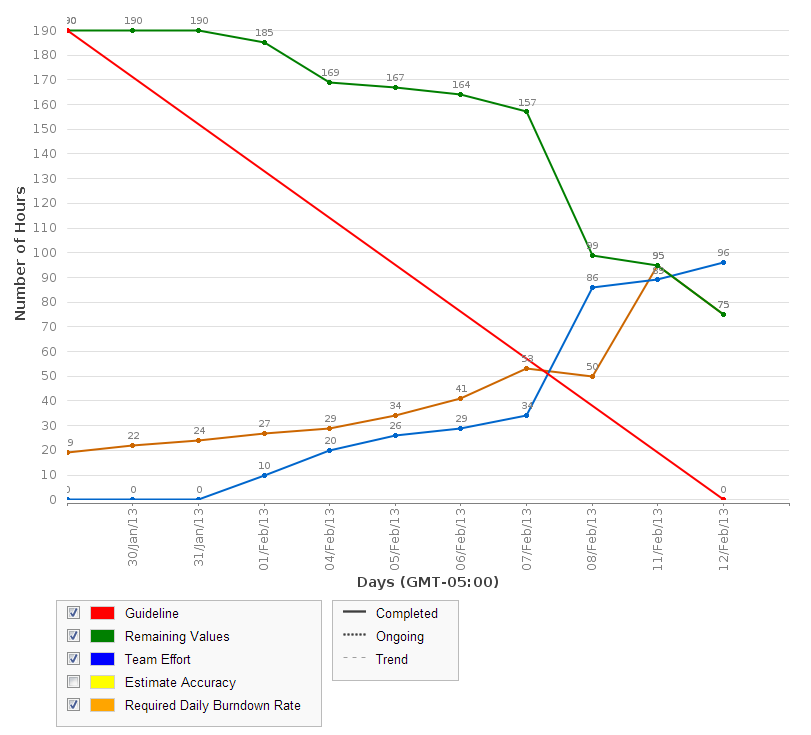 90 190 190
185
169 167 164
157
99 95
96
89
86
75
9 22 24 27 29 34 41 53 50
0 0 0 10 20 26 29 34
0
190
180
170
160
150
140
130
120
110
100
90
80
70
60
50
40
30
20
10
0
Number of Hours
30/Jan/13
31/Jan/13
01/Feb/13
04/Feb/13
05/Feb/13
06/Feb/13
07/Feb/13
08/Feb/13
11/Feb/13
12/Feb/13
Days (GMT-05:00)
Guideline
Remaining Values
Team Effort
Estimate Accuracy
Required Daily Burndown Rate
Completed
Ongoing
Trend